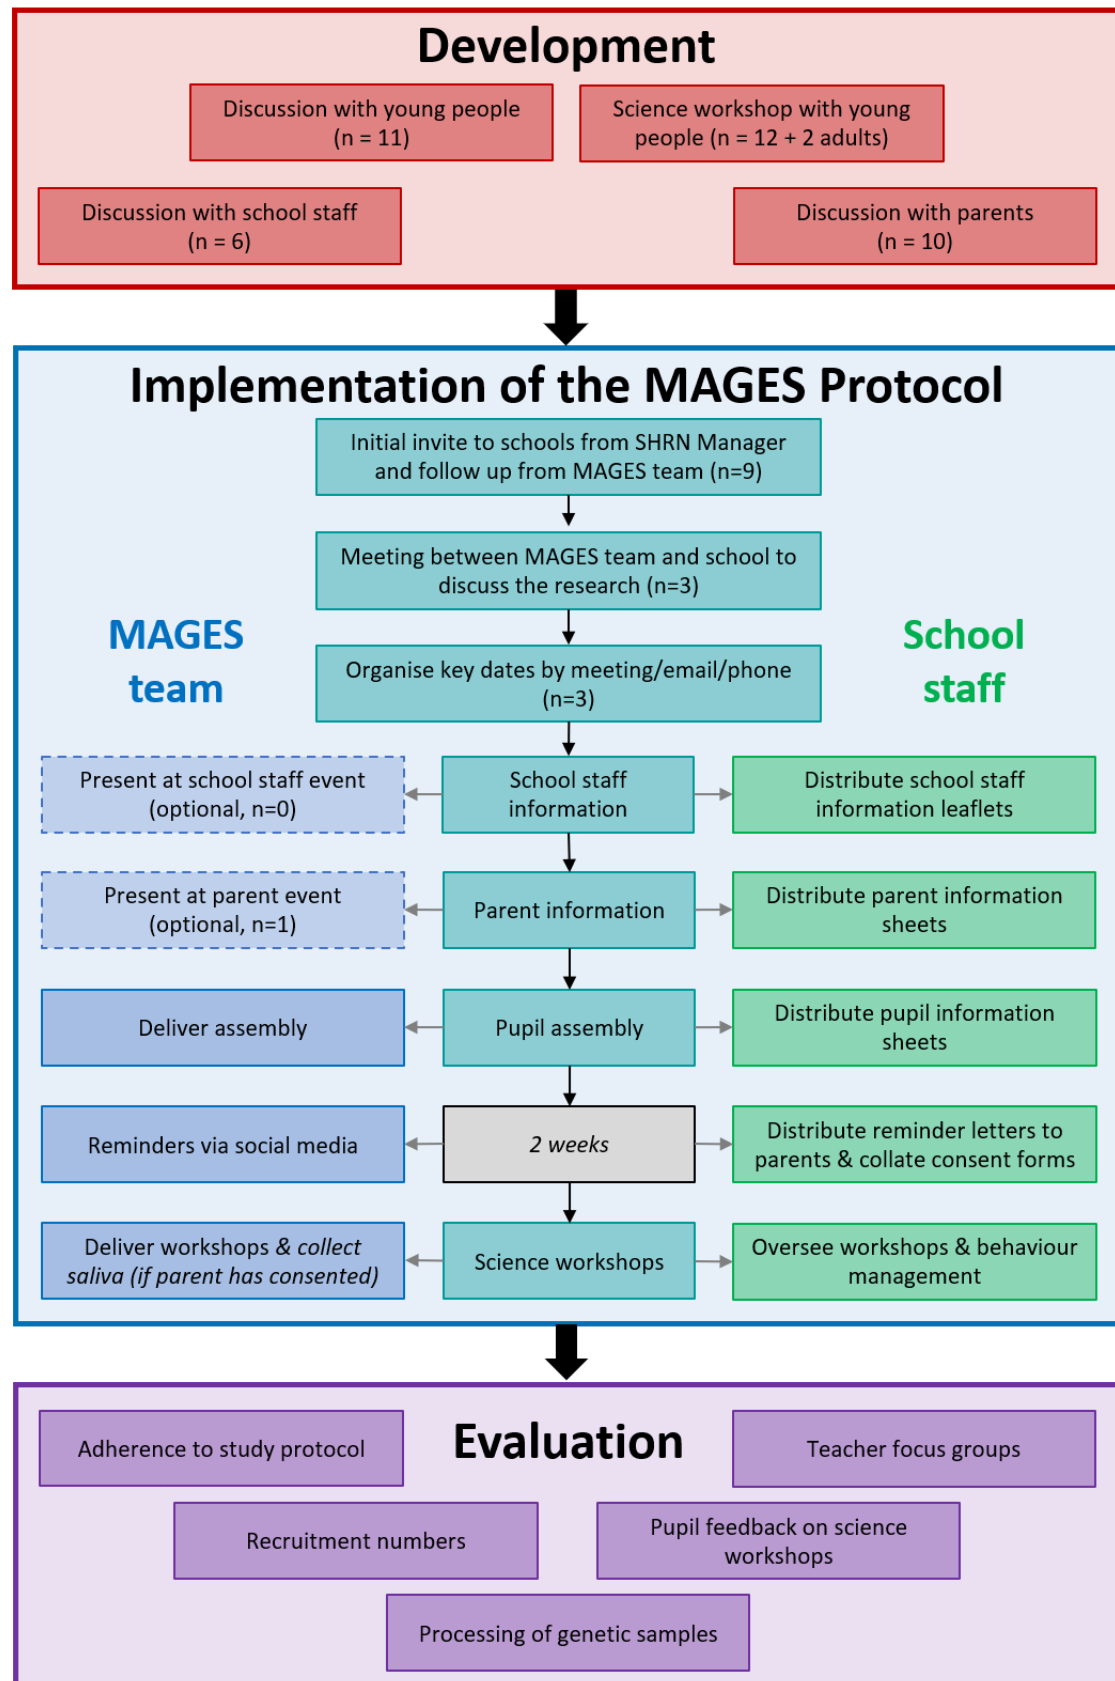 Development
Discussion with young people
(n = 11)
Science workshop with young
people (n = 12 + 2 adults)
Discussion with school staff
(n = 6)
Discussion with parents
(n = 10)
Implementation of the MAGES Protocol
Initial invite to schools from SHRN Manager
and follow up from MAGES team (n=9)
Meeting between MAGES team and school to
discuss the research (n=3)
MAGES
team
School
staff
Organise key dates by meeting/email/phone
(n=3)
Present at school staff event
(optional, n=0)
School staff
information
Distribute school staff
information leaflets
Present at parent event
(optional, n=1)
Parent information
Distribute parent information
sheets
Deliver assembly
Pupil assembly
Distribute pupil information
sheets
Reminders via social media
2 weeks
Distribute reminder letters to
parents & collate consent forms
Deliver workshops & collect
saliva (if parent has consented)
Science workshops
Oversee workshops & behaviour
management
Evaluation
Adherence to study protocol
Teacher focus groups
Recruitment numbers
Pupil feedback on science
workshops
Processing of genetic samples